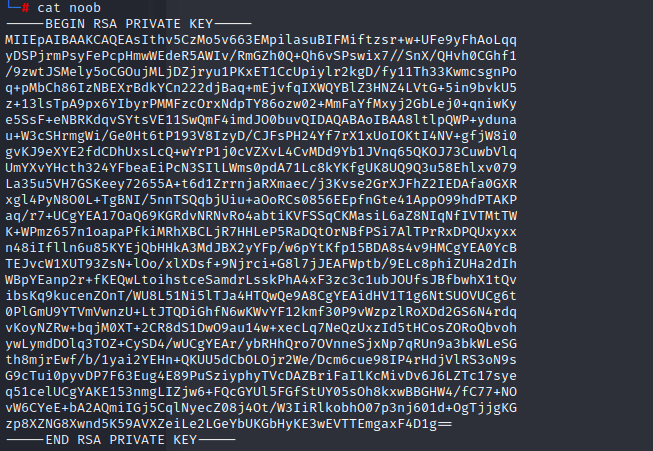 └─# cat noob
-----BEGIN RSA PRIVATE KEY-----
MIIEpAIBAAKCAQEAsIthv5CzMo5v663EMpilasuBIFMiftzsr+w+UFe9yFhAoLqq
yDSPjrmPsyFePcpHmwWEdeR5AWIv/RmGZh0Q+Qh6vSPswix7//SnX/QHvh0CGhf1
/9zwtJSMely5oCGOujMLjDZjryu1PKxET1CcUpiylr2kgD/fy11Th33KwmcsgnPo
q+pMbCh86IzNBEXrBdkYCn222djBaq+mEjvfqIXWQYBlZ3HNZ4LVtG+5in9bvkU5
z+13lsTpA9px6YIbyrPMMFzcOrxNdpTY86ozw02+MmFaYfMxyj2GbLej0+qniwKy
e5SsF+eNBRKdqvSYtsVE11SwQmF4imdJO0buvQIDAQABAoIBAA8ltlpQWP+yduna
u+W3cSHrmgWi/Ge0Ht6tP193V8IzyD/CJFsPH24Yf7rX1xUoIOKtI4NV+gfjW8i0
gvKJ9eXYE2fdCDhUxsLcQ+wYrP1j0cVZXvL4CvMDd9Yb1JVnq65QKOJ73CuwbVlq
UmYXvYHcth324YFbeaEiPcN3SIlLWms0pdA71Lc8kYKfgUK8UQ9Q3u58Ehlxv079
La35u5VH7GSKeey72655A+t6d1ZrrnjaRXmaec/j3Kvse2GrXJFhZ2IEDAfa0GXR
xgl4PyN8O0L+TgBNI/5nnTSQqbjUiu+aOoRCs0856EEpfnGte41AppO99hdPTAKP
aq/r7+UCgYEA17OaQ69KGRdvNRNvRo4abtiKVFSSqCKMasiL6aZ8NIqNfIVTMtTW
K+WPmz657n1oapaPfkiMRhXBCLjR7HHLeP5RaDQtOrNBfPSi7AlTPrRxDPQUxyxx
n48iIflln6u85KYEjQbHHkA3MdJBX2yYFp/w6pYtKfp15BDA8s4v9HMCgYEA0YcB
TEJvcW1XUT93ZsN+lOo/xlXDsf+9Njrci+G8l7jJEAFWptb/9ELc8phiZUHa2dIh
WBpYEanp2r+fKEQwLtoihstceSamdrLsskPhA4xF3zc3c1ubJOUfsJBfbwhX1tQv
ibsKq9kucenZOnT/WU8L51Ni5lTJa4HTQwQe9A8CgYEAidHV1T1g6NtSUOVUCg6t
0PlGmU9YTVmVwnzU+LtJTQDiGhfN6wKWvYF12kmf30P9vWzpzlRoXDd2GS6N4rdq
vKoyNZRw+bqjM0XT+2CR8dS1DwO9au14w+xecLq7NeQzUxzId5tHCosZORoQbvoh
ywLymdDOlq3TOZ+CySD4/wUCgYEAr/ybRHhQro7OVnneSjxNp7qRUn9a3bkWLeSG
th8mjrEwf/b/1yai2YEHn+QKUU5dCbOLOjr2We/Dcm6cue98IP4rHdjVlRS3oN9s
G9cTui0pyvDP7F63Eug4E89PuSziyphyTVcDAZBriFaIlKcMivDv6J6LZTc17sye
q51celUCgYAKE153nmgLIZjw6+FQcGYUl5FGfStUY05sOh8kxwBBGHW4/fC77+NO
vW6CYeE+bA2AQmiIGj5CqlNyecZ08j4Ot/W3IiRlkobhO07p3nj601d+OgTjjgKG
zp8XZNG8Xwnd5K59AVXZeiLe2LGeYbUKGbHyKE3wEVTTEmgaxF4D1g==
-----END RSA PRIVATE KEY-----